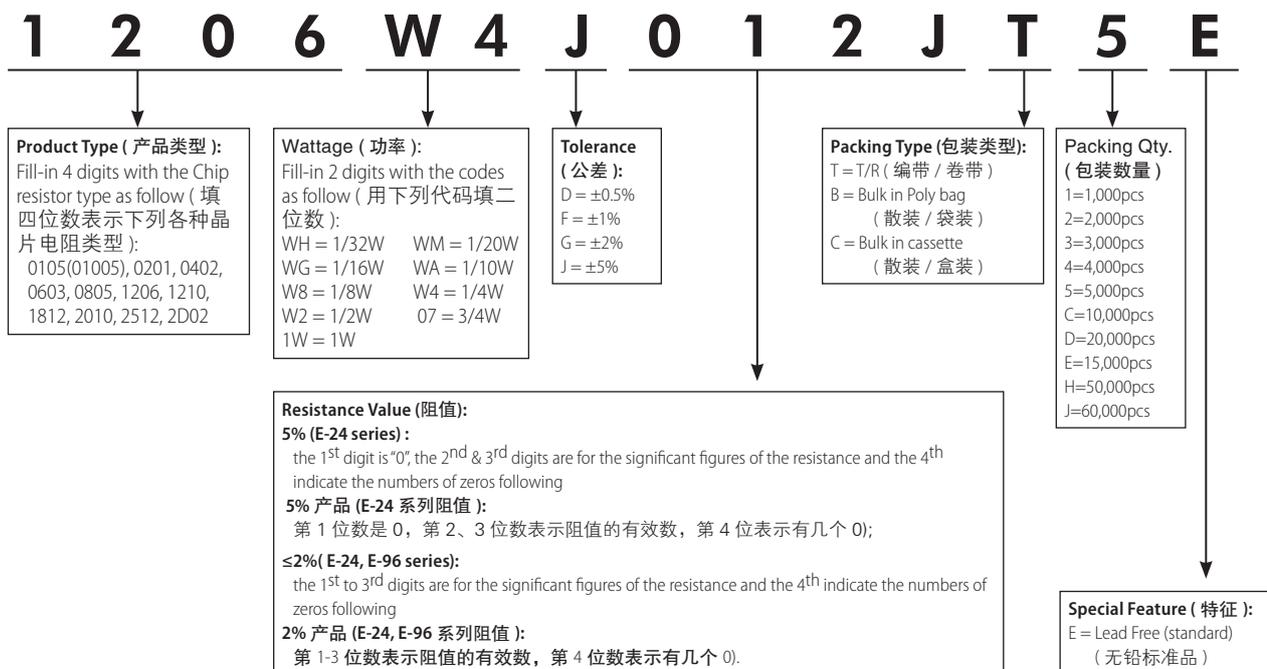 1 2 0 6 W 4 J 0 1 2 J T 5 E
Product Type ( 产品类型 ):
Fill-in 4 digits with the Chip
resistor type as follow ( 填
四位数表示下列各种晶
片电阻类型 ):
0105(01005), 0201, 0402,
0603, 0805, 1206, 1210,
1812, 2010, 2512, 2D02
Wattage ( 功率 ):
Fill-in 2 digits with the codes
as follow ( 用下列代码填二
位数 ):
WH = 1/32W WM = 1/20W
WG = 1/16W WA = 1/10W
W8 = 1/8W W4 = 1/4W
W2 = 1/2W 07 = 3/4W
1W = 1W
Tolerance
( 公差 ):
D = ±0.5%
F = ±1%
G = ±2%
J = ±5%
Packing Type (包装类型):
T = T/R ( 编带 / 卷带 )
B = Bulk in Poly bag
( 散装 / 袋装 )
C = Bulk in cassette
( 散装 / 盒装 )
Packing Qty.
( 包装数量 )
1=1,000pcs
2=2,000pcs
3=3,000pcs
4=4,000pcs
5=5,000pcs
C=10,000pcs
D=20,000pcs
E=15,000pcs
H=50,000pcs
J=60,000pcs
Resistance Value (阻值):
5% (E-24 series) :
the 1st digit is “0”, the 2nd & 3rd digits are for the significant figures of the resistance and the 4th
indicate the numbers of zeros following
5% 产品 (E-24 系列阻值 ):
第 1 位数是 0，第 2、3 位数表示阻值的有效数，第 4 位表示有几个 0);
≤2%( E-24, E-96 series):
the 1st to 3rd digits are for the significant figures of the resistance and the 4th indicate the numbers of
zeros following
2% 产品 (E-24, E-96 系列阻值 ):
第 1-3 位数表示阻值的有效数，第 4 位数表示有几个 0).
Special Feature ( 特征 ):
E = Lead Free (standard)
( 无铅标准品 )